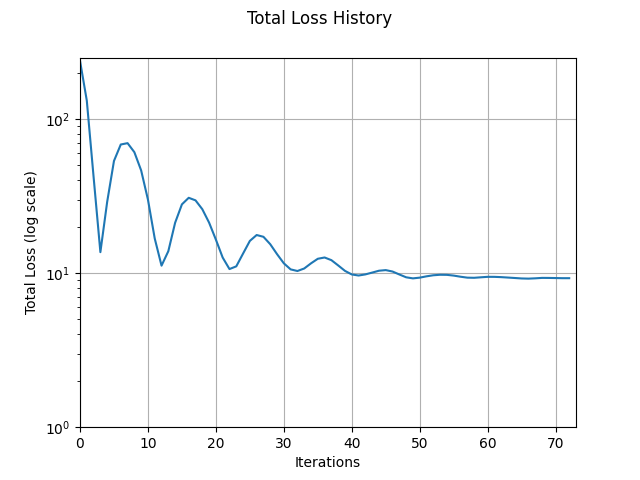 Total Loss History
Total Loss (log scale)
10²
10¹
10⁰
0 10 20 30 40 50 60 70
Iterations